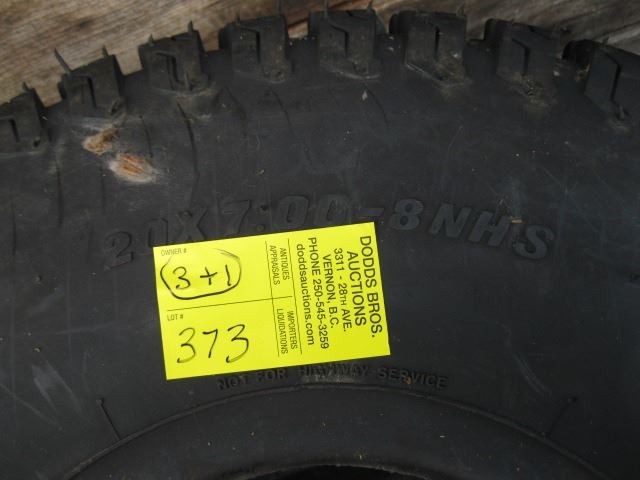 20X7.00-8NHS
OWNER #
3+1
LOT #
373
ANTIQUES
APPRAISALS
IMPORTERS
LIQUIDATIONS
DODDS BROS.
AUCTIONS
3311 - 28TH AVE.
VERNON, B.C.
PHONE 250-545-3259
doddsauctions.com
NOT FOR HIGHWAY SERVICE